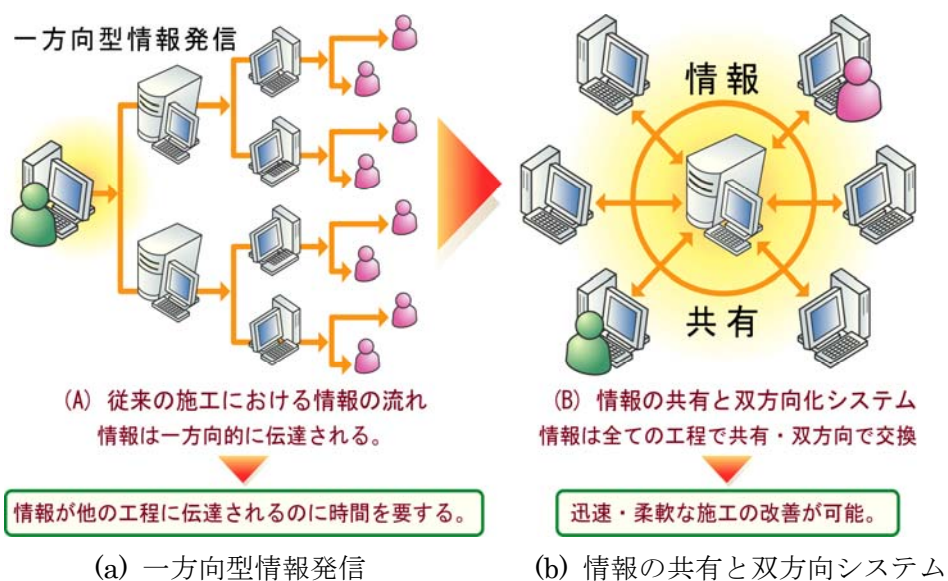 一方向型情報発信
情報
共有
(A) 従来の施工における情報の流れ
情報は一方向的に伝達される。
情報が他の工程に伝達されるのに時間を要する。
(B) 情報の共有と双方向化システム
情報は全ての工程で共有・双方向で交換
迅速・柔軟な施工の改善が可能。
(a) 一方向型情報発信
(b) 情報の共有と双方向システム